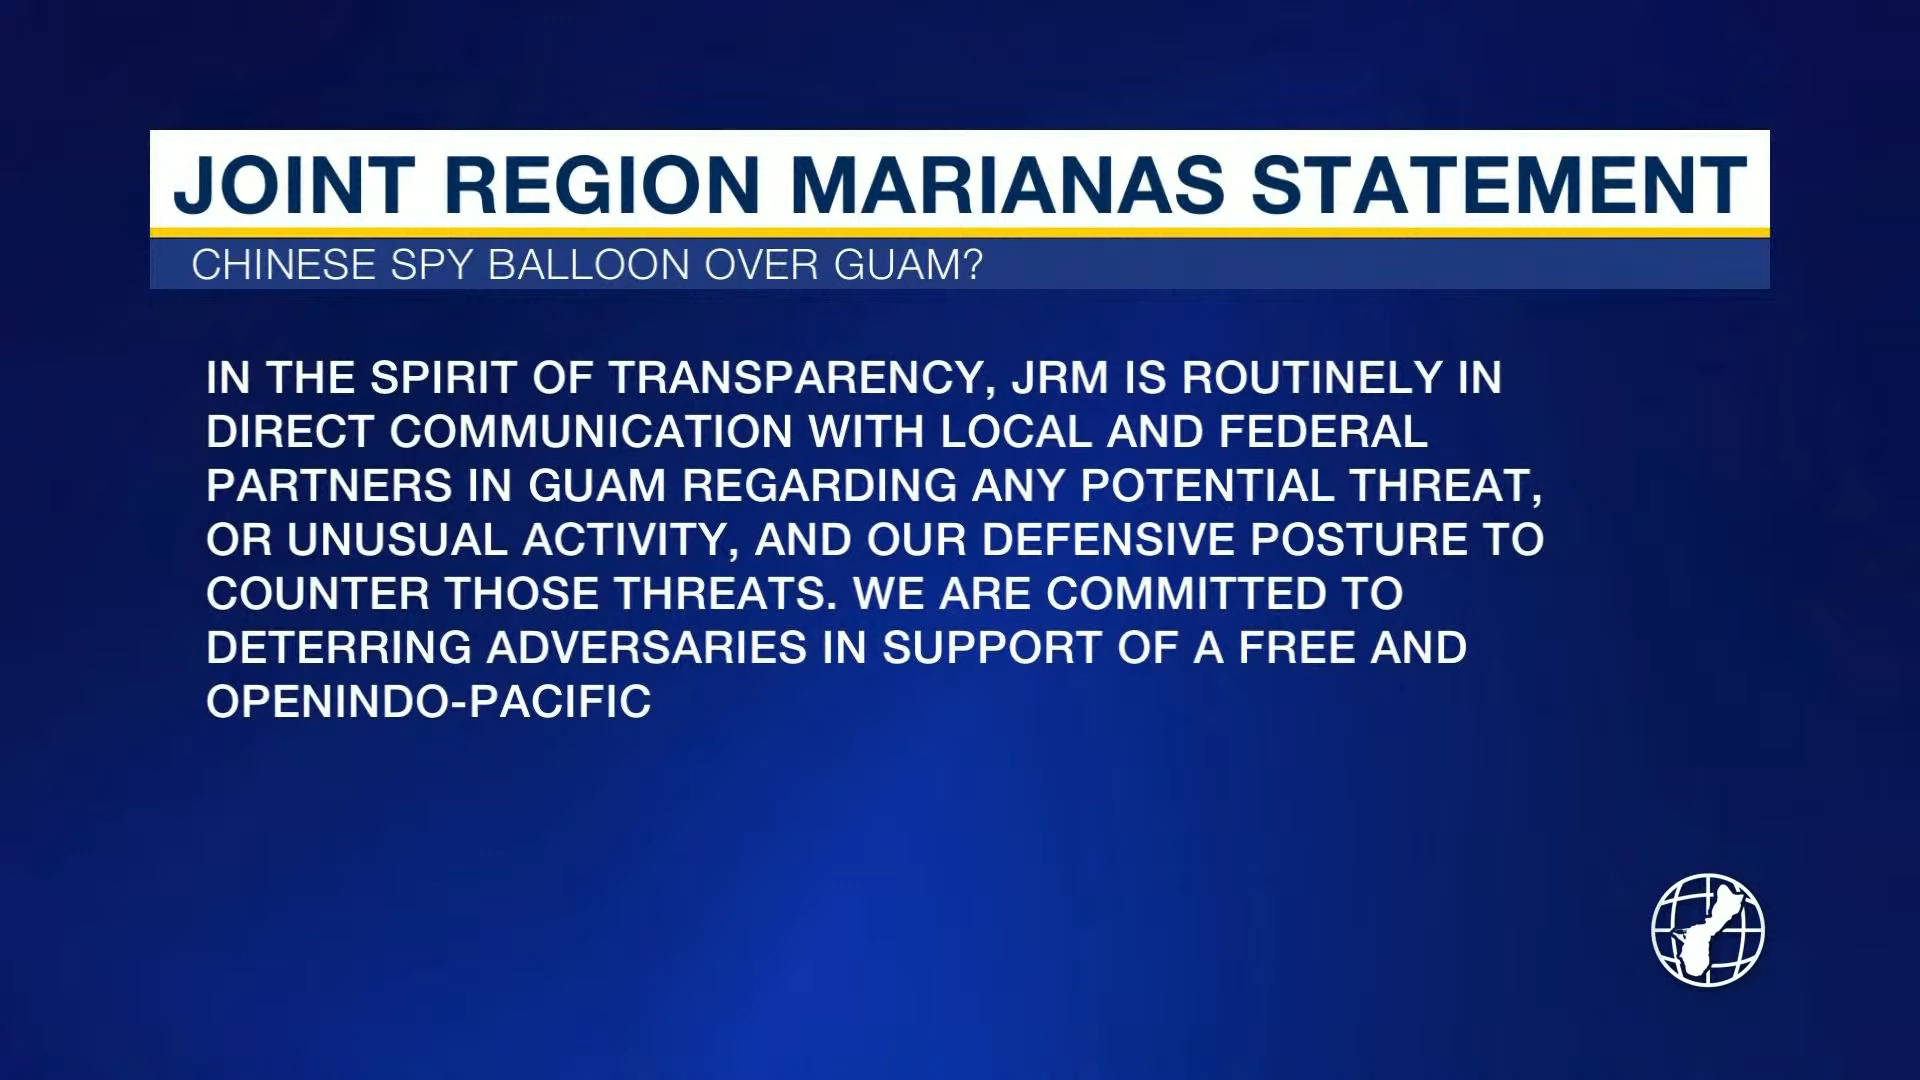 JOINT REGION MARIANAS STATEMENT
CHINESE SPY BALLOON OVER GUAM?
IN THE SPIRIT OF TRANSPARENCY, JRM IS ROUTINELY IN
DIRECT COMMUNICATION WITH LOCAL AND FEDERAL
PARTNERS IN GUAM REGARDING ANY POTENTIAL THREAT,
OR UNUSUAL ACTIVITY, AND OUR DEFENSIVE POSTURE TO
COUNTER THOSE THREATS. WE ARE COMMITTED TO
DETERRING ADVERSARIES IN SUPPORT OF A FREE AND
OPENINDO-PACIFIC